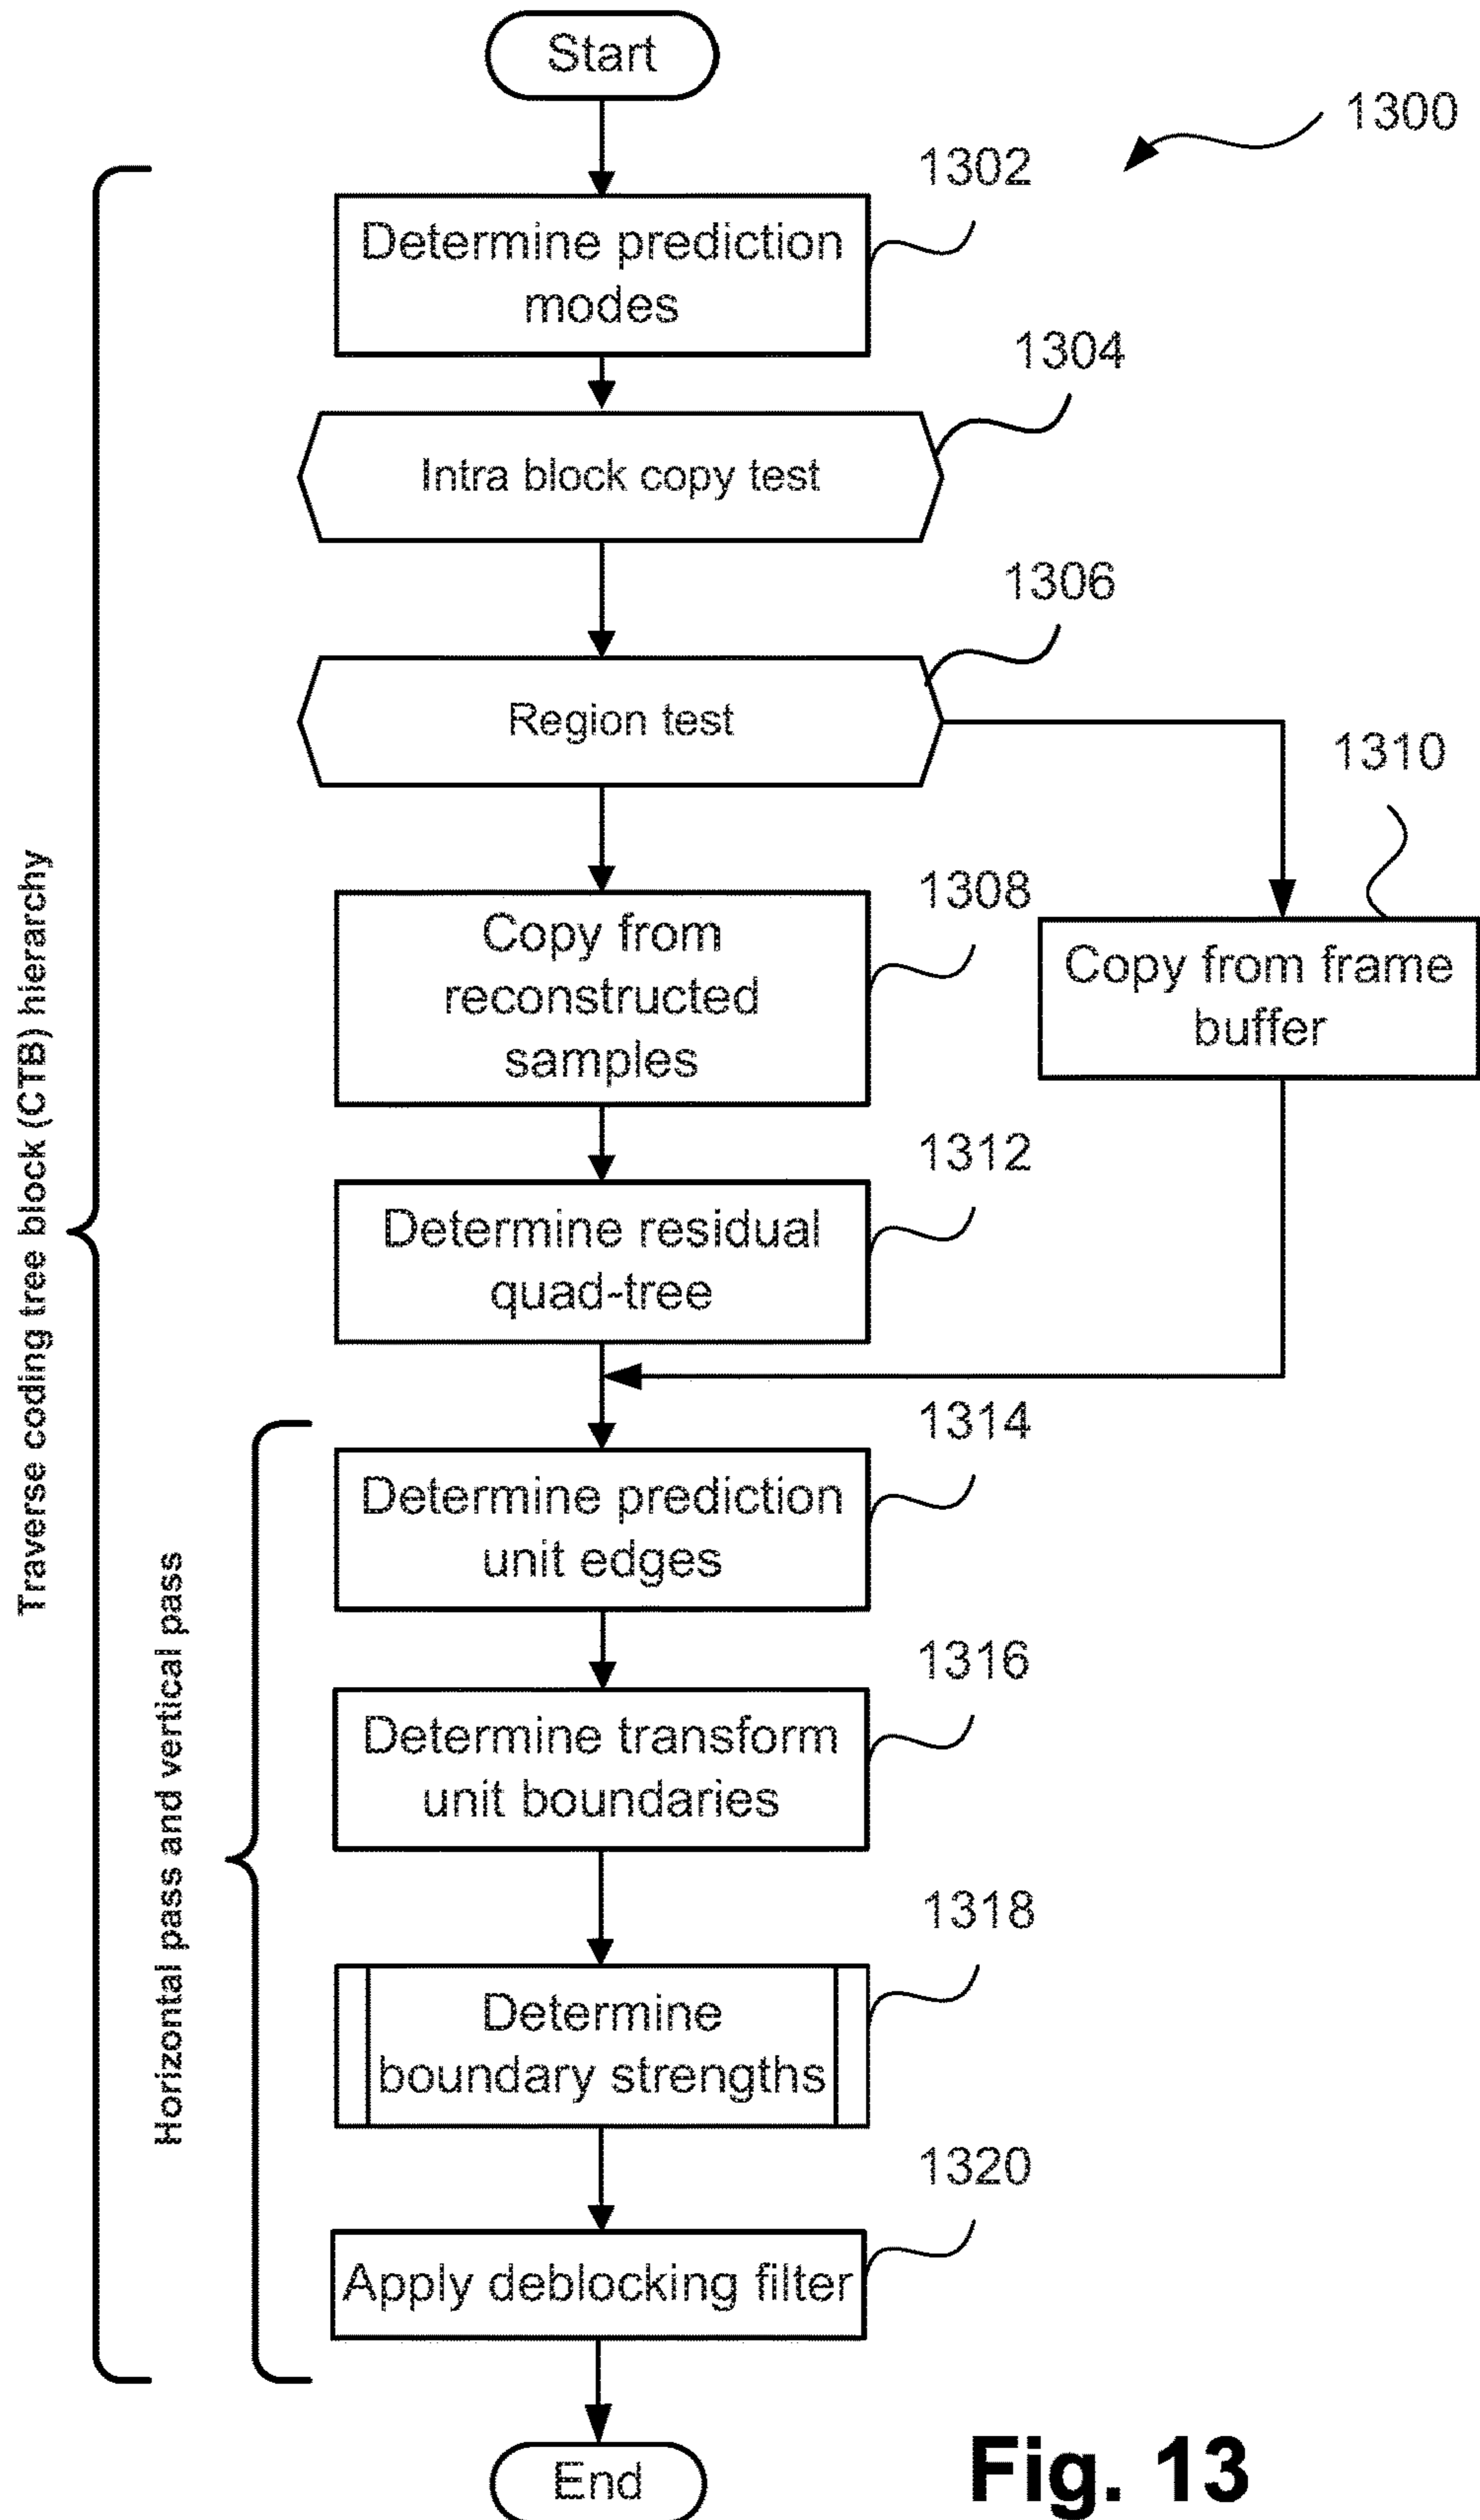 Start
1300
1302
Determine prediction
modes
1304
Intra block copy test
1306
Region test
1310
1308
Copy from
reconstructed
samples
Copy from frame
buffer
1312
Determine residual
quad-tree
Traverse coding tree block (CTB) hierarchy
1314
Determine prediction
unit edges
Horizontal pass and vertical pass
1316
Determine transform
unit boundaries
1318
Determine
boundary strengths
1320
Apply deblocking filter
End
Fig. 13